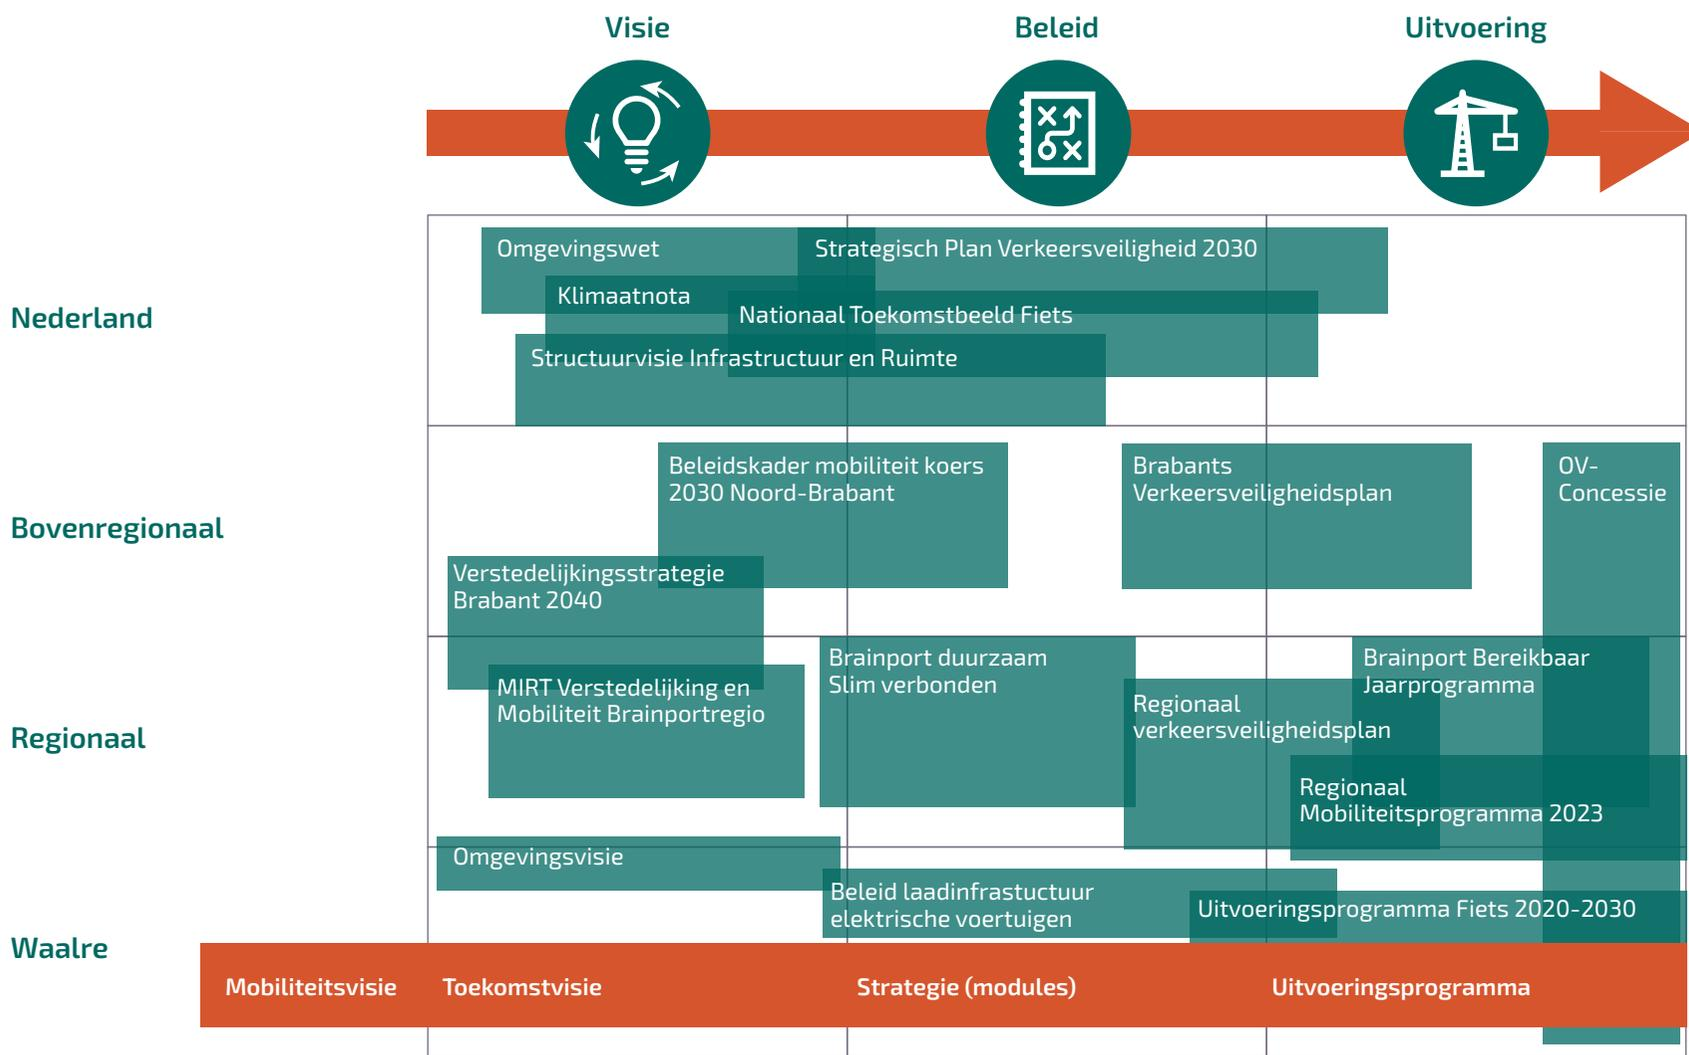 Visie
Beleid
Uitvoering
Nederland
Omgevingswet
Strategisch Plan Verkeersveiligheid 2030
Klimaatnota
Nationaal Toekomstbeeld Fiets
Structuurvisie Infrastructuur en Ruimte
Bovenregionaal
Beleidskader mobiliteit koers
2030 Noord-Brabant
Brabants
Verkeersveiligheidsplan
OV-
Concessie
Verstedelijkingsstrategie
Brabant 2040
Regionaal
MIRT Verstedelijking en
Mobiliteit Brainportregio
Brainport duurzaam
Slim verbonden
Regionaal
verkeersveiligheidsplan
Brainport Bereikbaar
Jaarprogramma
Regionaal
Mobiliteitsprogramma 2023
Waalre
Omgevingsvisie
Beleid laadinfrastuctuur
elektrische voertuigen
Uitvoeringsprogramma Fiets 2020-2030
Mobiliteitsvisie
Toekomstvisie
Strategie (modules)
Uitvoeringsprogramma